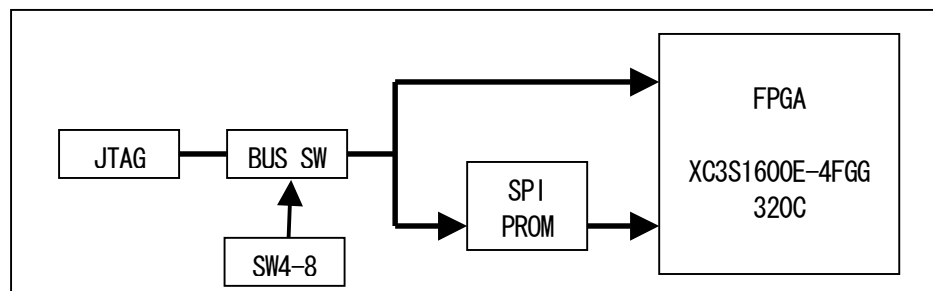 JTAG
BUS SW
SW4-8
SPI
PROM
FPGA
XC3S1600E-4FGG
320C